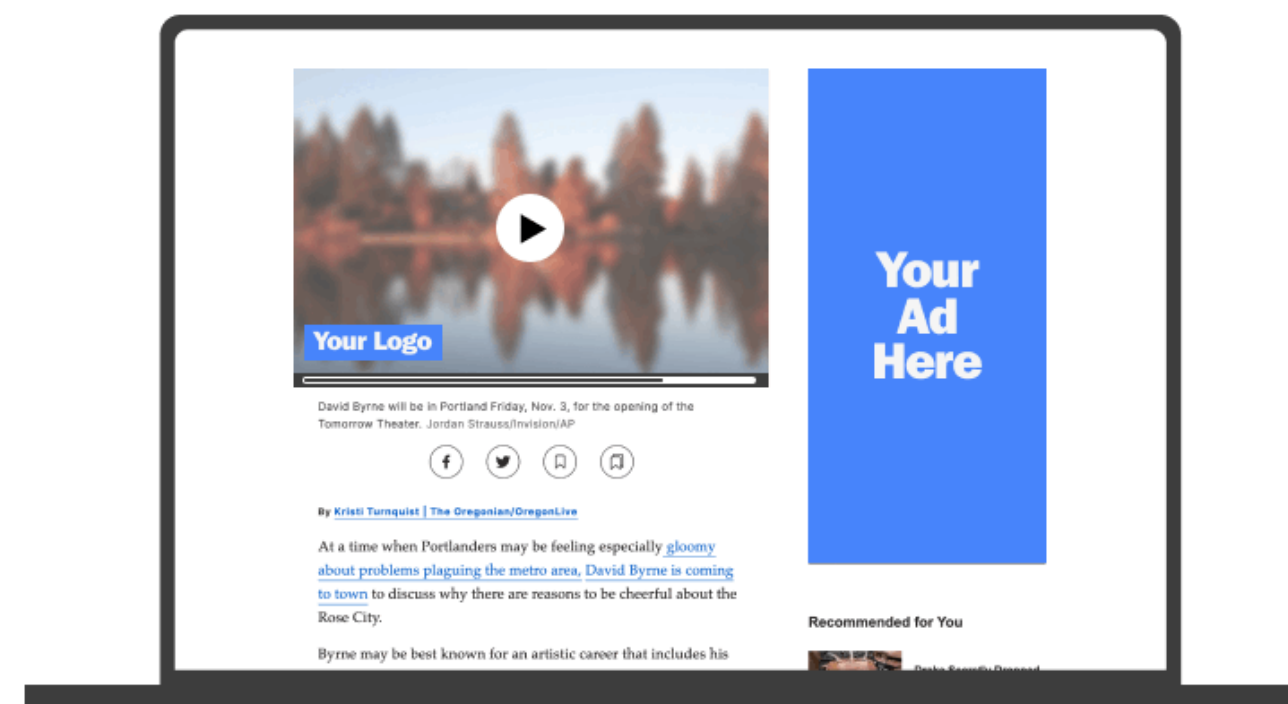 Your Logo
David Byrne will be in Portland Friday, Nov. 3, for the opening of the
Tomorrow Theater. Jordan Strauss/Invision/AP
By Kristi Turnquist | The Oregonian/OregonLive
At a time when Portlanders may be feeling especially gloomy
about problems plaguing the metro area, David Byrne is coming
to town to discuss why there are reasons to be cheerful about the
Rose City.
Byrne may be best known for an artistic career that includes his
Your
Ad
Here
Recommended for You
Drake Secretly Dropped